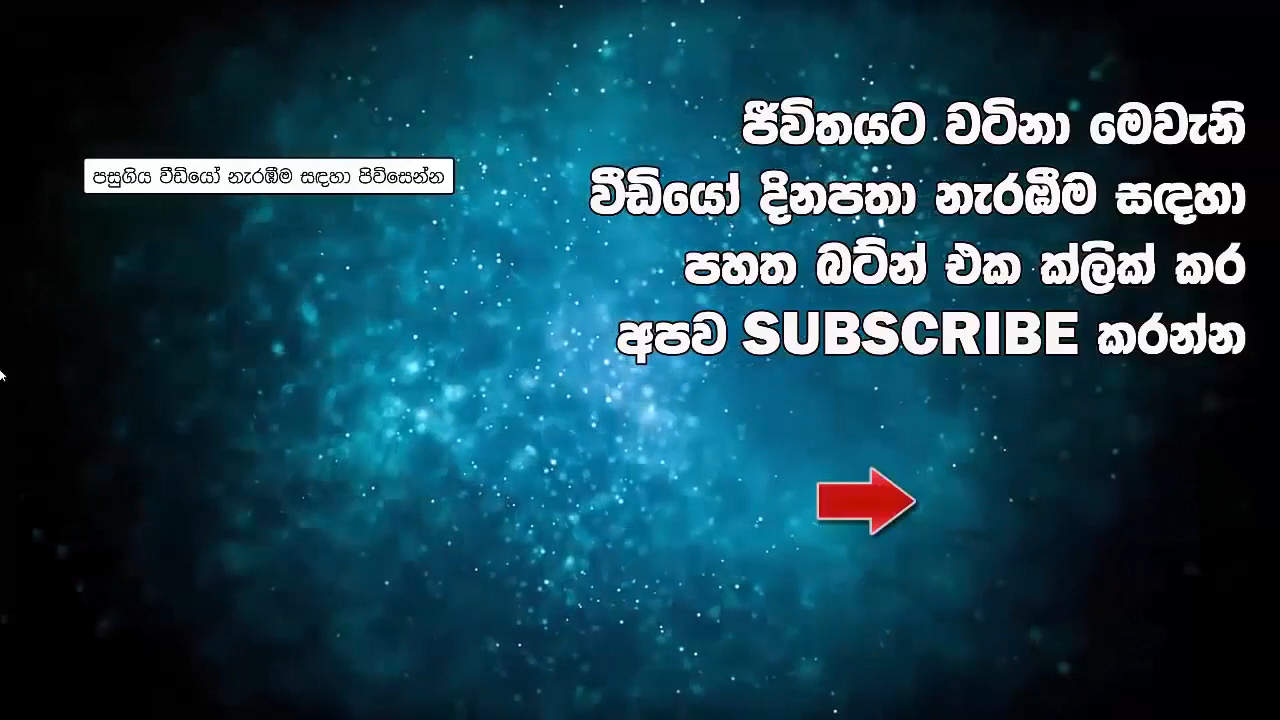 ජීවිතයට වටිනා මෙවැනි
වීඩියෝ දිනපතා නැරඹීම සඳහා
පහත බටන් එක ක්ලික් කර
අපව SUBSCRIBE කරන්න
පසුගිය වීඩියෝ නැරඹීම සඳහා පිවිසෙන්න